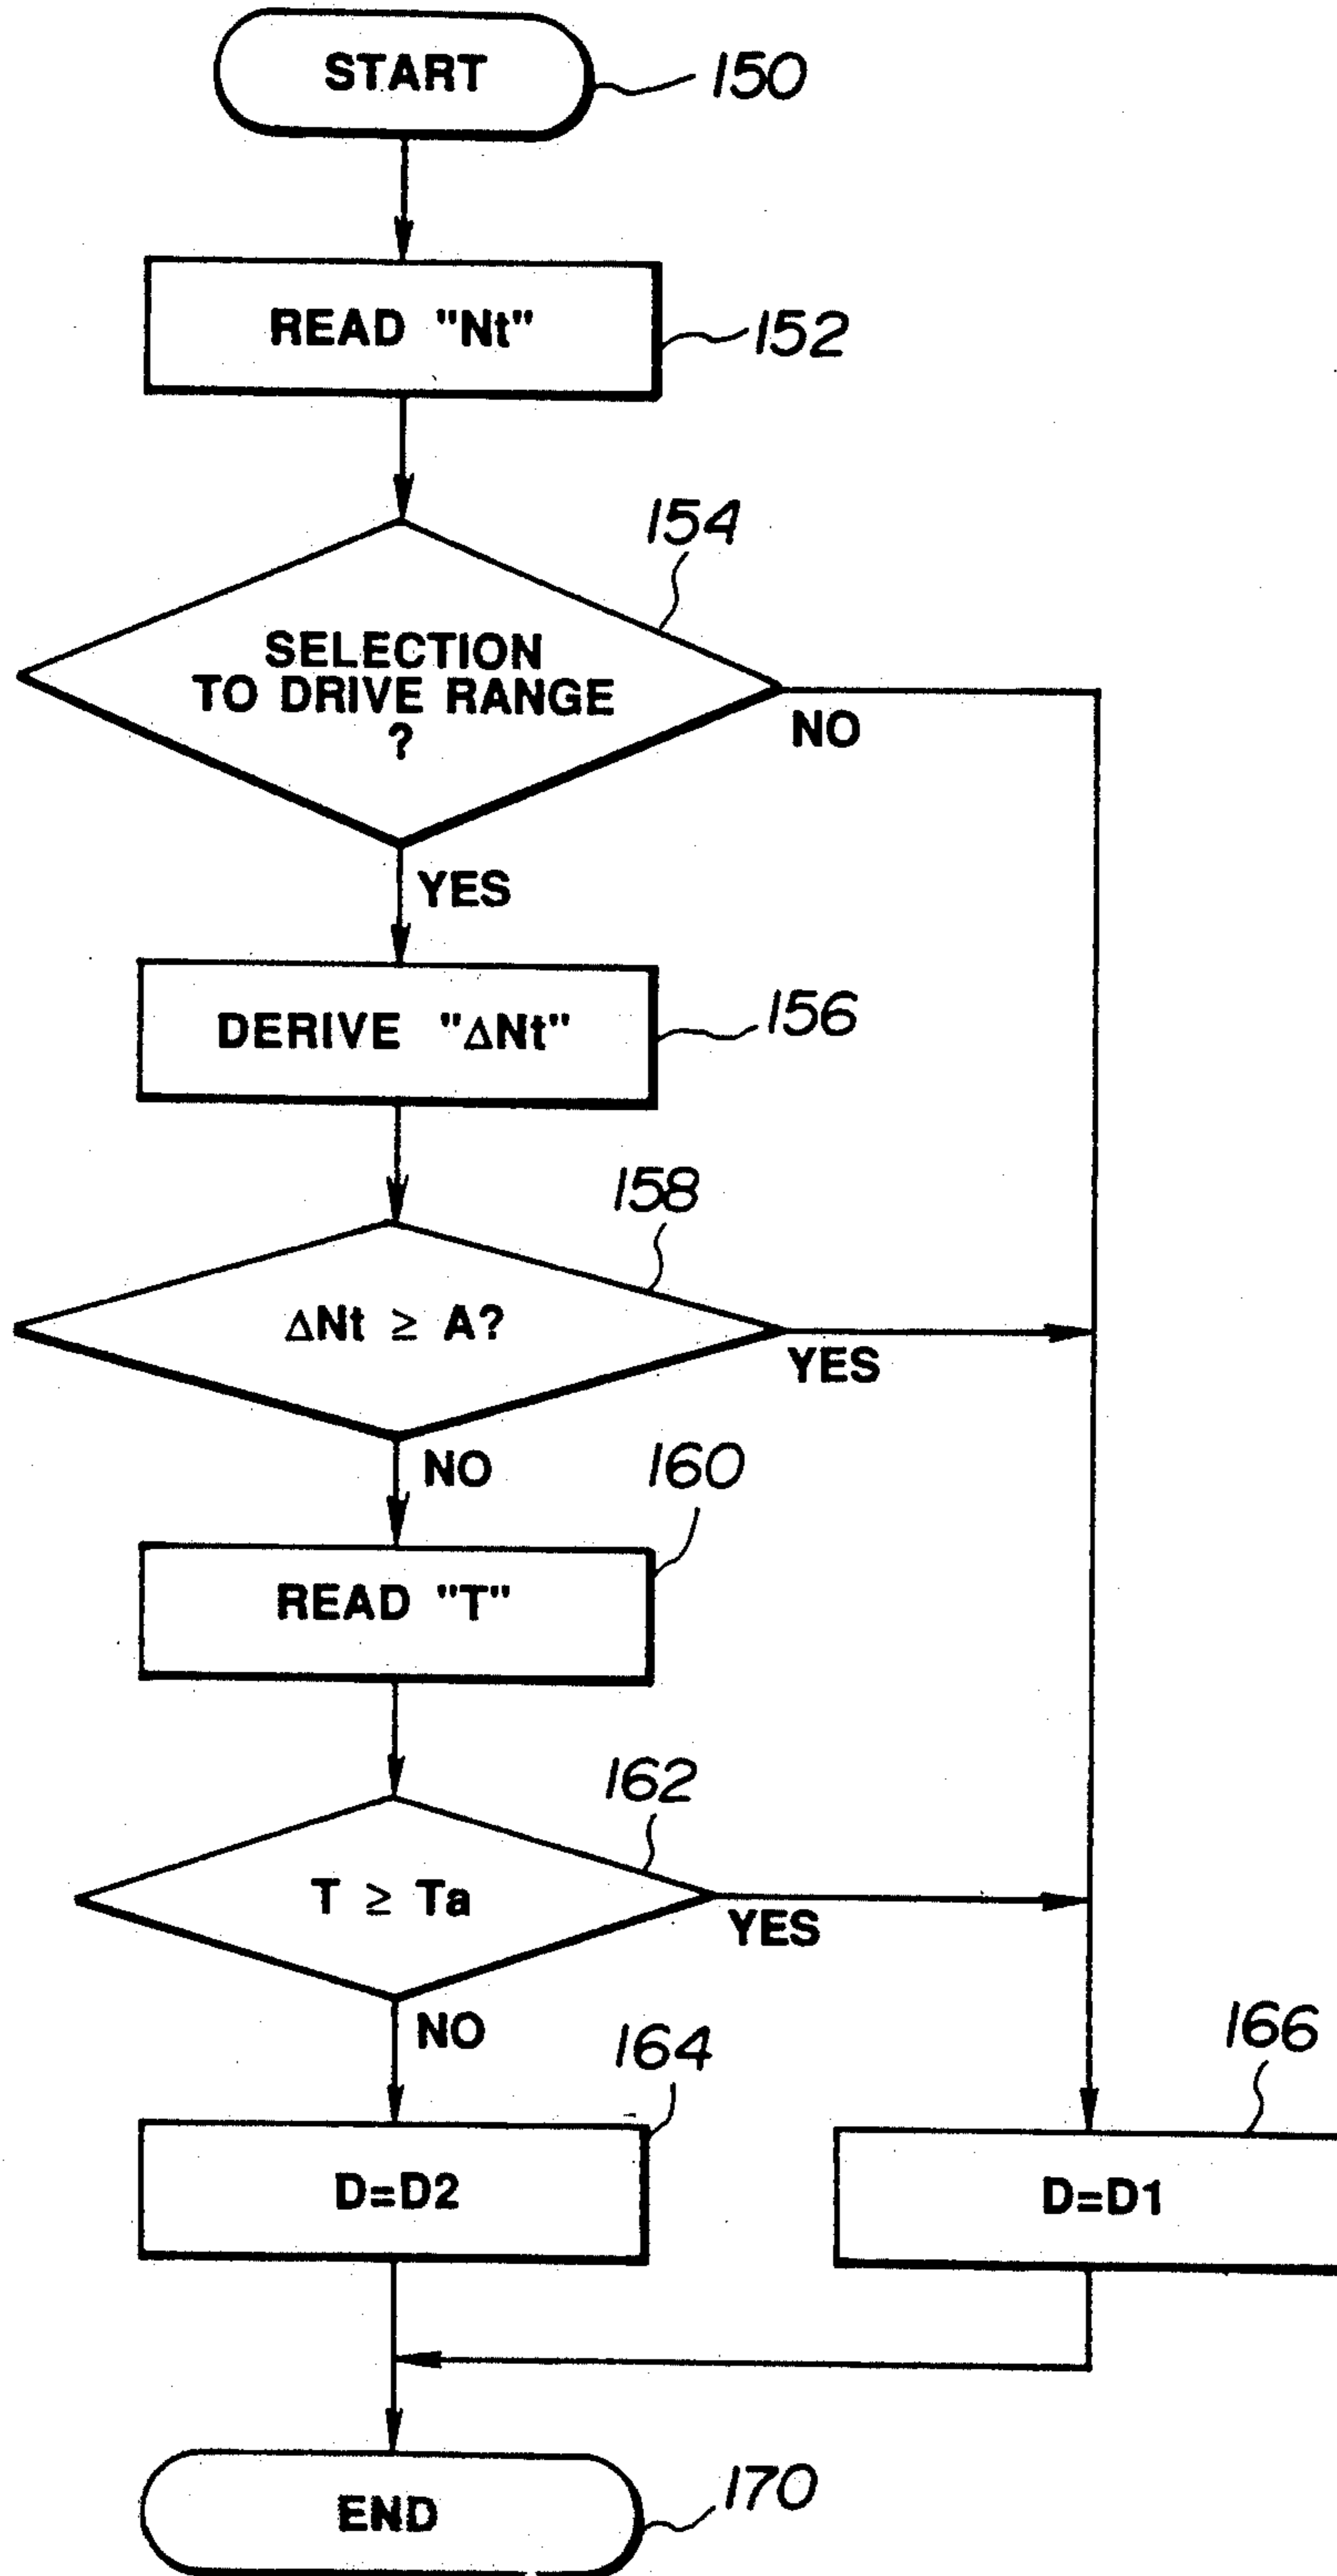 START
150
READ "Nt"
152
154
SELECTION
TO DRIVE RANGE
?
NO
YES
DERIVE "ΔNt"
156
158
ΔNt ≥ A?
YES
NO
160
READ "T"
162
T ≥ Ta
YES
NO
164
166
D=D2
D=D1
END
170